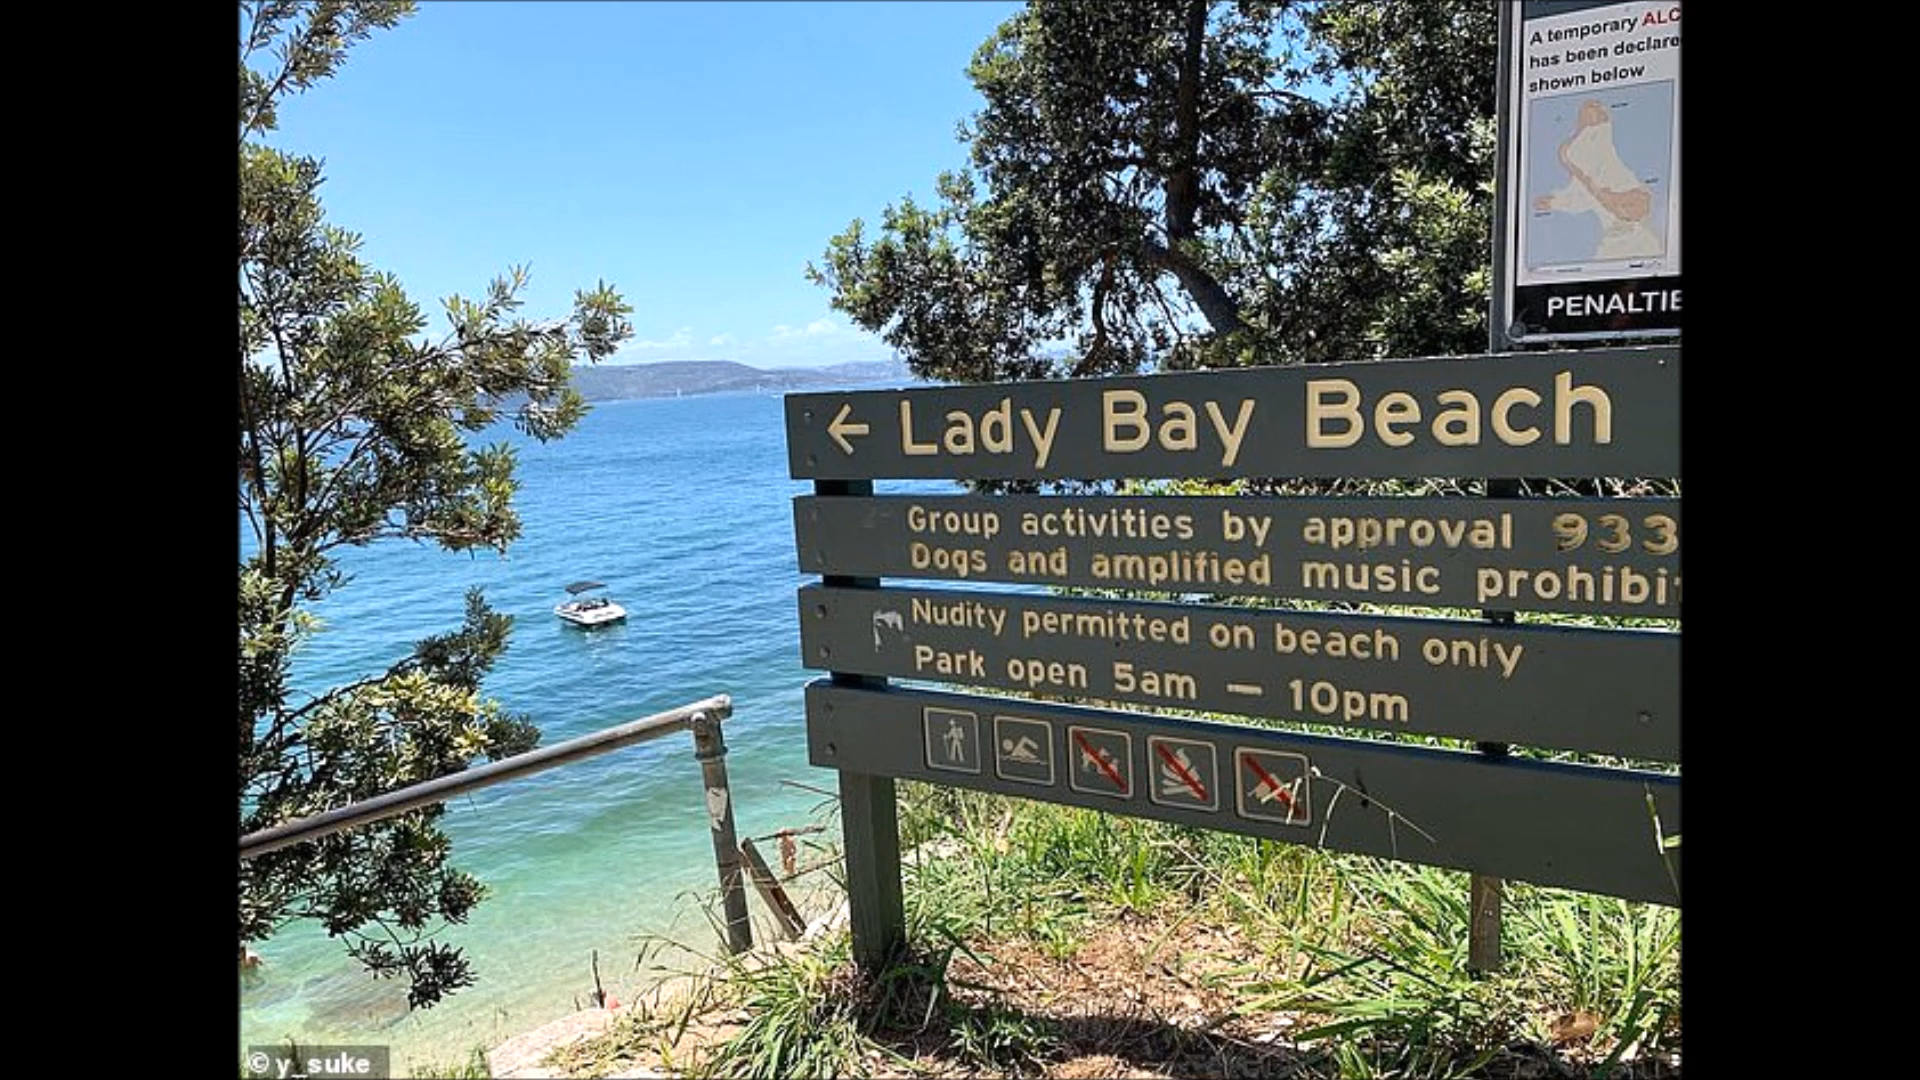 A temporary ALC
has been declare
shown below
PENALTIE
← Lady Bay Beach
Group activities by approval 933
Dogs and amplified music prohibi
Nudity permitted on beach only
Park open 5am – 10pm
© y_suke